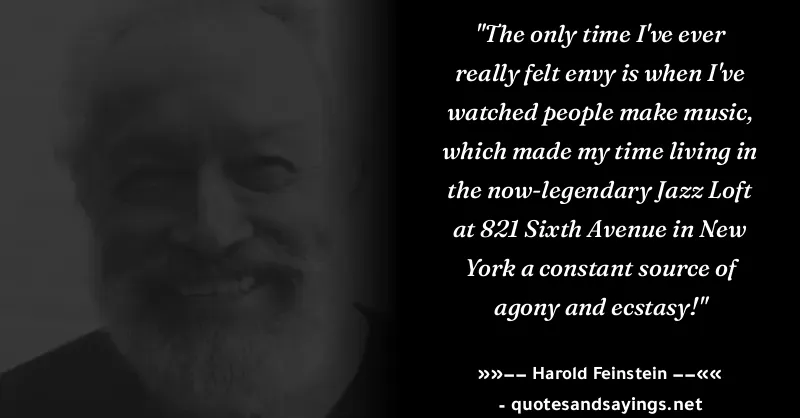 "The only time I've ever
really felt envy is when I've
watched people make music,
which made my time living in
the now-legendary Jazz Loft
at 821 Sixth Avenue in New
York a constant source of
agony and ecstasy!"
»»–– Harold Feinstein ––««
- quotesandsayings.net